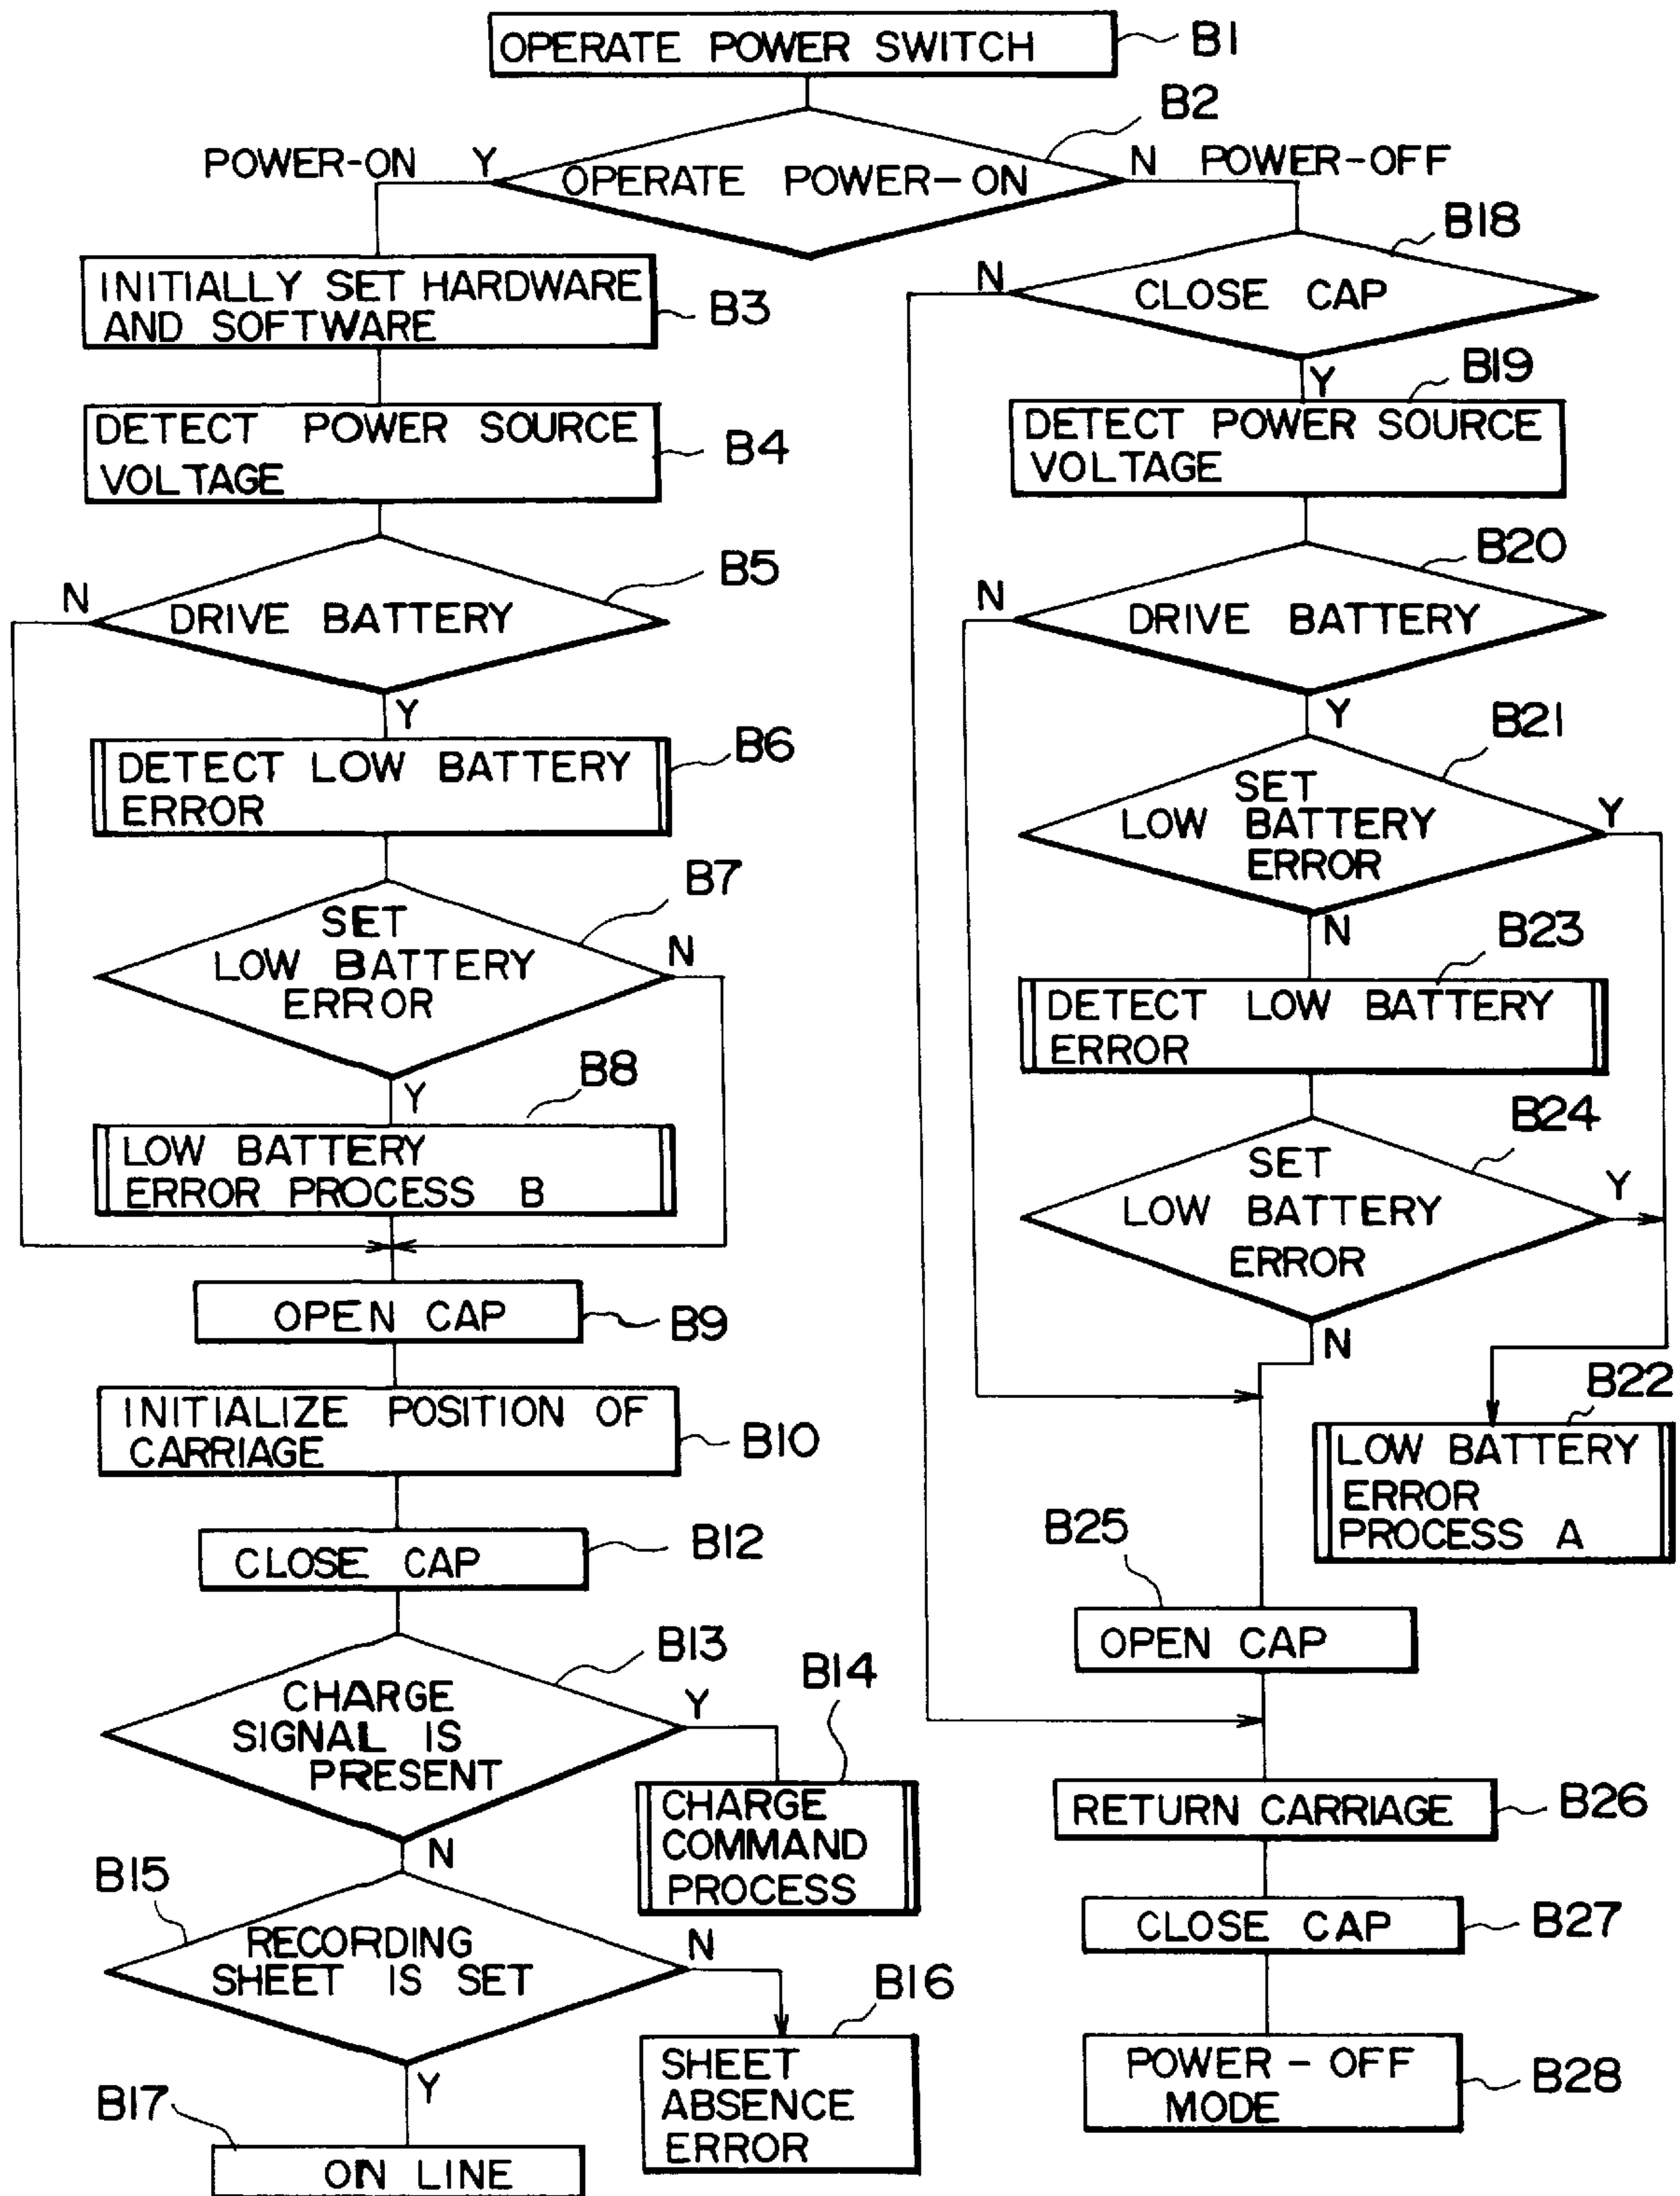 OPERATE POWER SWITCH
B1
B2
POWER-ON Y
OPERATE POWER-ON
N POWER-OFF
INITIALLY SET HARDWARE
AND SOFTWARE
B3
DETECT POWER SOURCE
VOLTAGE
B4
B5
N
DRIVE BATTERY
Y
DETECT LOW BATTERY
ERROR
B6
B7
SET
LOW BATTERY
ERROR
N
Y
B8
LOW BATTERY
ERROR PROCESS B
OPEN CAP
B9
INITIALIZE POSITION OF
CARRIAGE
B10
CLOSE CAP
B12
B13
CHARGE
SIGNAL IS
PRESENT
Y
N
B14
CHARGE
COMMAND
PROCESS
B15
RECORDING
SHEET IS SET
N
Y
B16
SHEET
ABSENCE
ERROR
B17
ON LINE
B18
N
CLOSE CAP
Y
B19
DETECT POWER SOURCE
VOLTAGE
B20
N
DRIVE BATTERY
Y
B21
SET
LOW BATTERY
ERROR
Y
N
B23
DETECT LOW BATTERY
ERROR
B24
SET
LOW BATTERY
ERROR
Y
N
B22
LOW BATTERY
ERROR
PROCESS A
B25
OPEN CAP
RETURN CARRIAGE
B26
CLOSE CAP
B27
POWER-OFF
MODE
B28